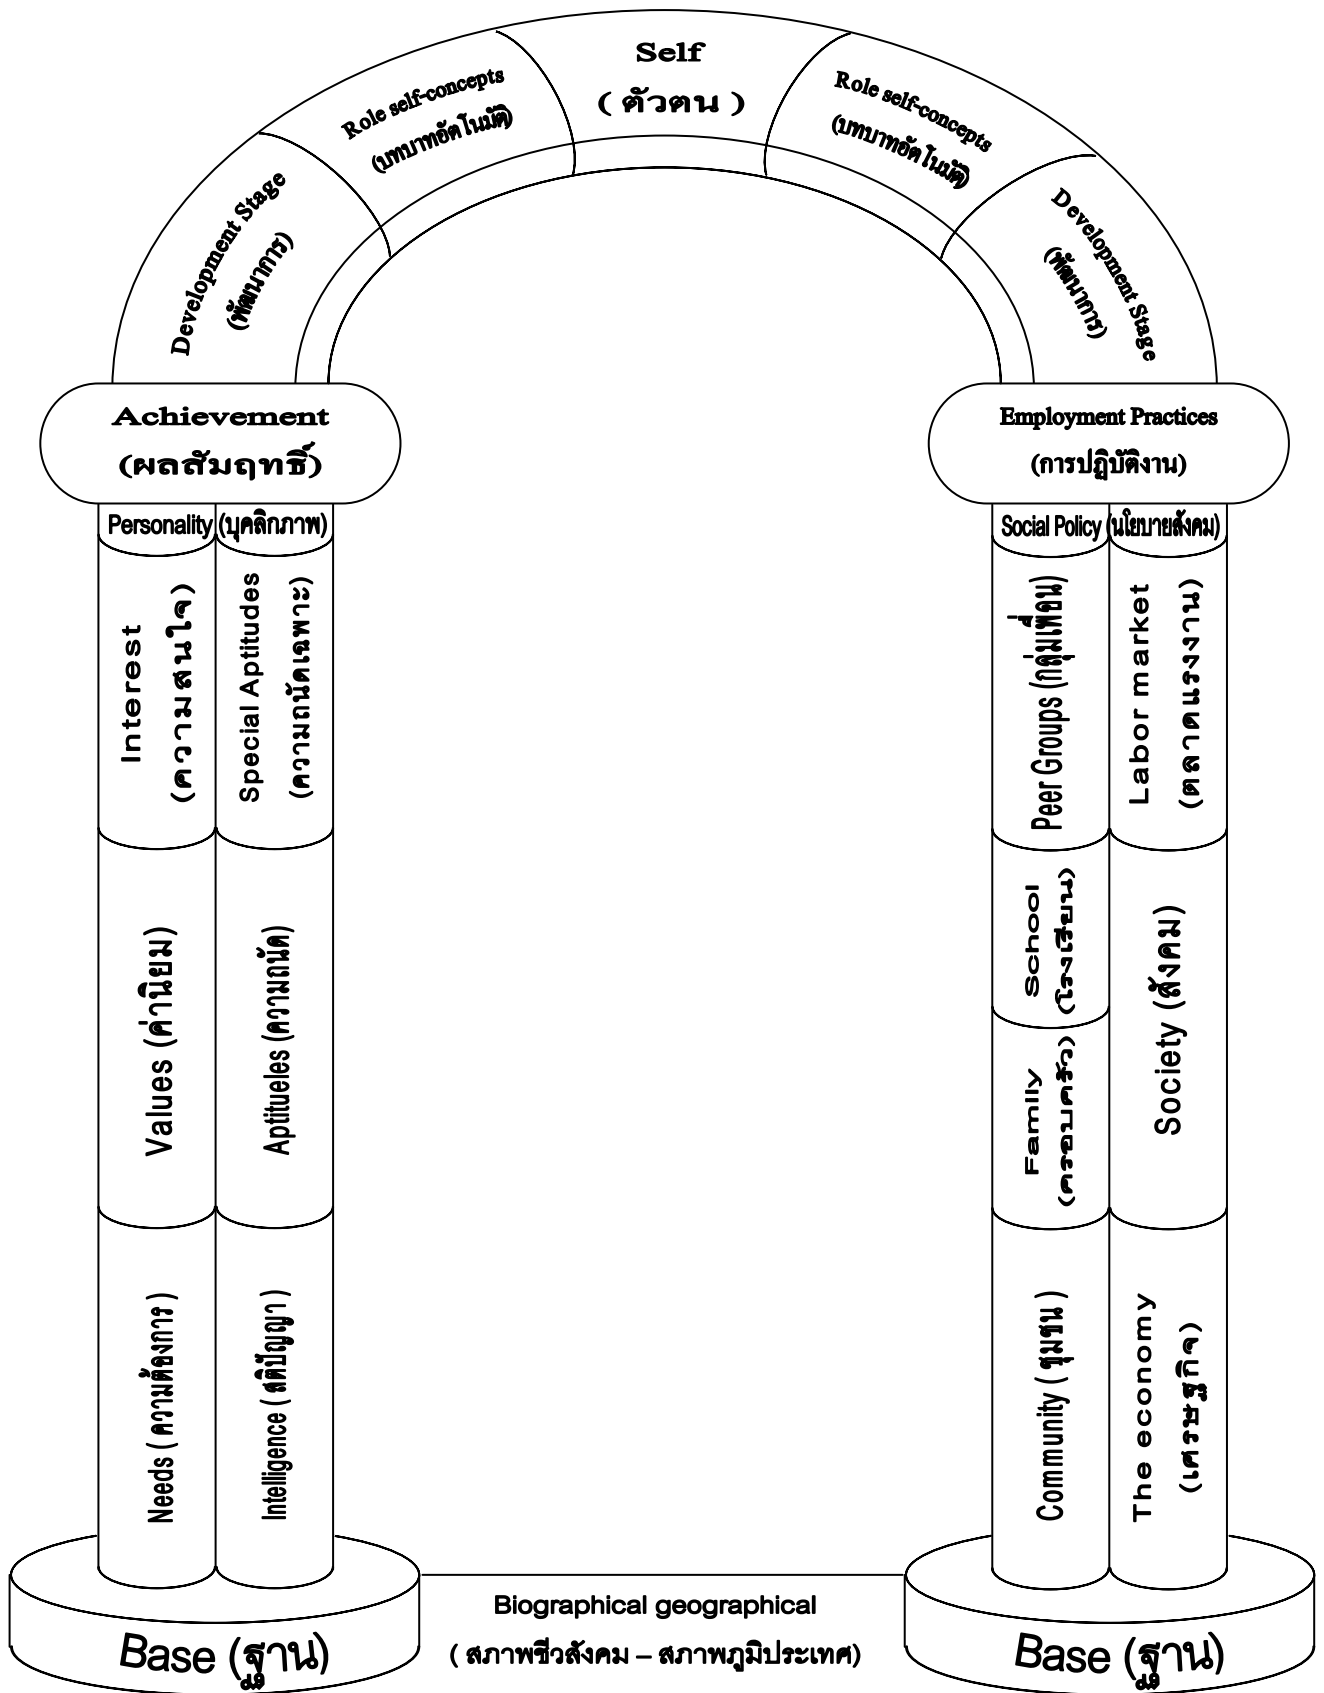 Self
( ตัวตน )
Role self-concepts
(บทบาทอัตโนมัติ)
Role self-concepts
(บทบาทอัตโนมัติ)
Development Stage
(พัฒนาการ)
Development Stage
(พัฒนาการ)
Achievement
(ผลสัมฤทธิ์)
Employment Practices
(การปฏิบัติงาน)
Personality (บุคลิกภาพ)
Social Policy (นโยบายสังคม)
Interest
(ความสนใจ)
Special Aptitudes
(ความถนัดเฉพาะ)
Peer Groups (กลุ่มเพื่อน)
Labor market
(ตลาดแรงงาน)
Values (ค่านิยม)
Aptitueles (ความถนัด)
School
(โรงเรียน)
Family
(ครอบครัว)
Society (สังคม)
Needs ( ความต้องการ )
Intelligence ( สติปัญญา )
Community ( ชุมชน )
The economy
(เศรษฐกิจ)
Base (ฐาน)
Biographical geographical
( สภาพชีวสังคม – สภาพภูมิประเทศ)
Base (ฐาน)